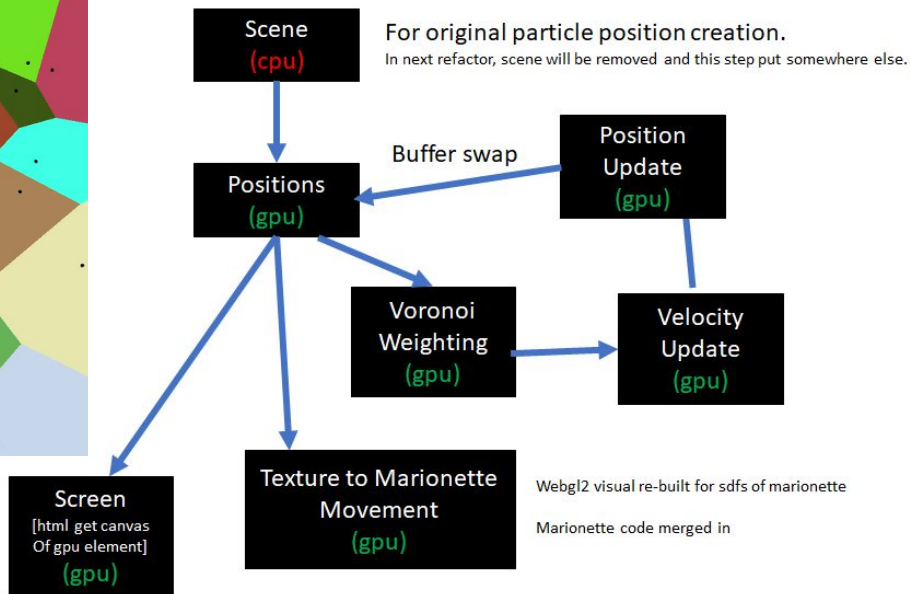 Scene
(cpu)
For original particle position creation.
In next refactor, scene will be removed and this step put somewhere else.
Position
Update
(gpu)
Buffer swap
Positions
(gpu)
Voronoi
Weighting
(gpu)
Velocity
Update
(gpu)
Texture to Marionette
Movement
(gpu)
Webgl2 visual re-built for sdfs of marionette
Marionette code merged in
Screen
[html get canvas
Of gpu element]
(gpu)